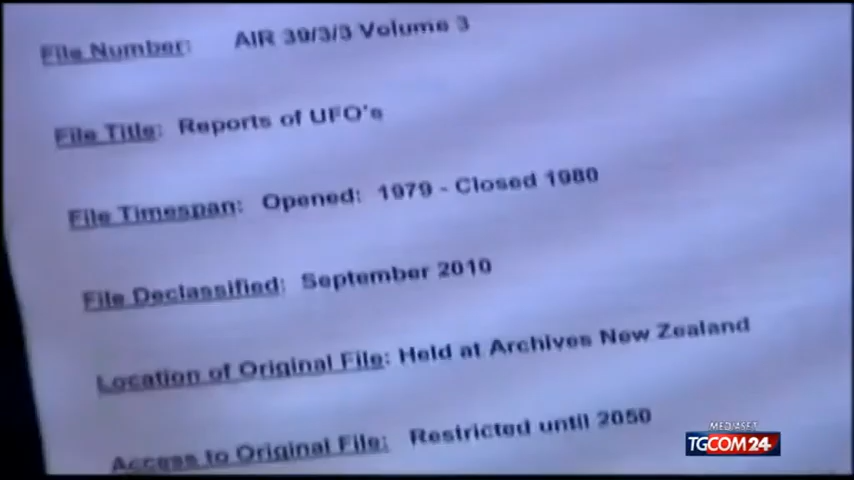 File Number: AIR 39/3/3 Volume 3
File Title: Reports of UFO's
File Timespan: Opened: 1979 - Closed 1980
File Declassified: September 2010
Location of Original File: Held at Archives New Zealand
Access to Original File: Restricted until 2050
MEDIASET
TGCOM24